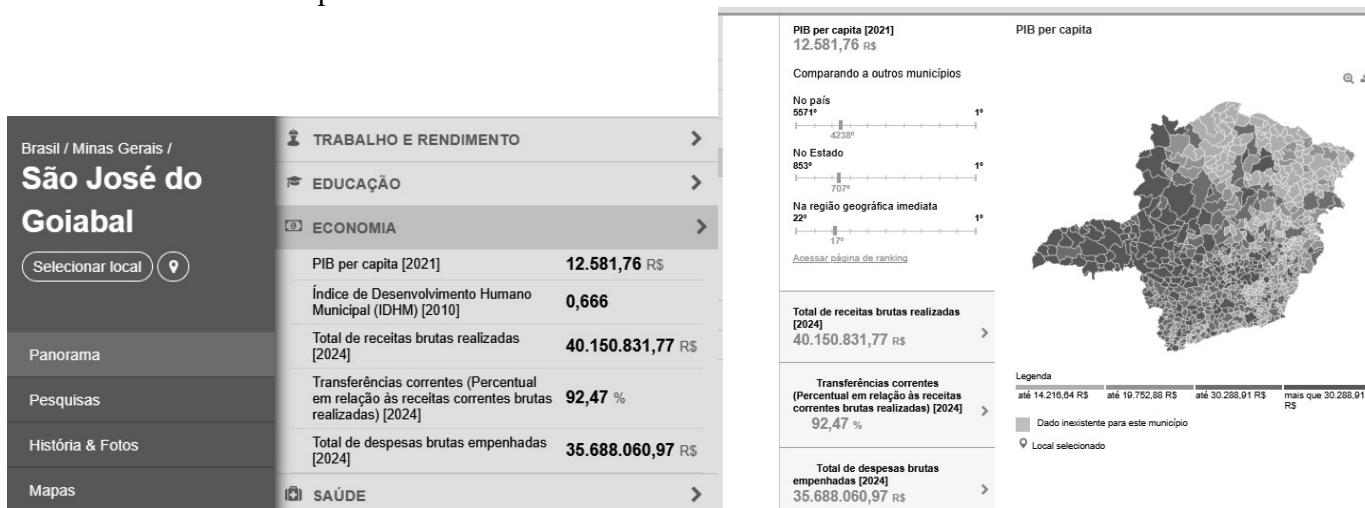 Brasil / Minas Gerais /
São José do
Goiabal
Selecionar local
Panorama
Pesquisas
História & Fotos
Mapas
TRABALHO E RENDIMENTO
EDUCAÇÃO
ECONOMIA
PIB per capita [2021] 12.581,76 R$
Índice de Desenvolvimento Humano
Municipal (IDHM) [2010] 0,666
Total de receitas brutas realizadas
[2024] 40.150.831,77 R$
Transferências correntes (Percentual
em relação às receitas correntes brutas 92,47 %
realizadas) [2024]
Total de despesas brutas empenhadas
[2024] 35.688.060,97 R$
SAÚDE
PIB per capita [2021]
12.581,76 R$
Comparando a outros municípios
No país
5571º 1º
4238º
No Estado
853º 1º
707º
Na região geográfica imediata
22º 1º
17º
Acessar página de ranking
Total de receitas brutas realizadas
[2024]
40.150.831,77 R$
Transferências correntes
(Percentual em relação às receitas
correntes brutas realizadas) [2024]
92,47 %
Total de despesas brutas
empenhadas [2024]
35.688.060,97 R$
PIB per capita
Legenda
até 14.216,64 R$ até 19.752,88 R$ até 30.288,91 R$ mais que 30.288,91
R$
Dado inexistente para este município
Local selecionado